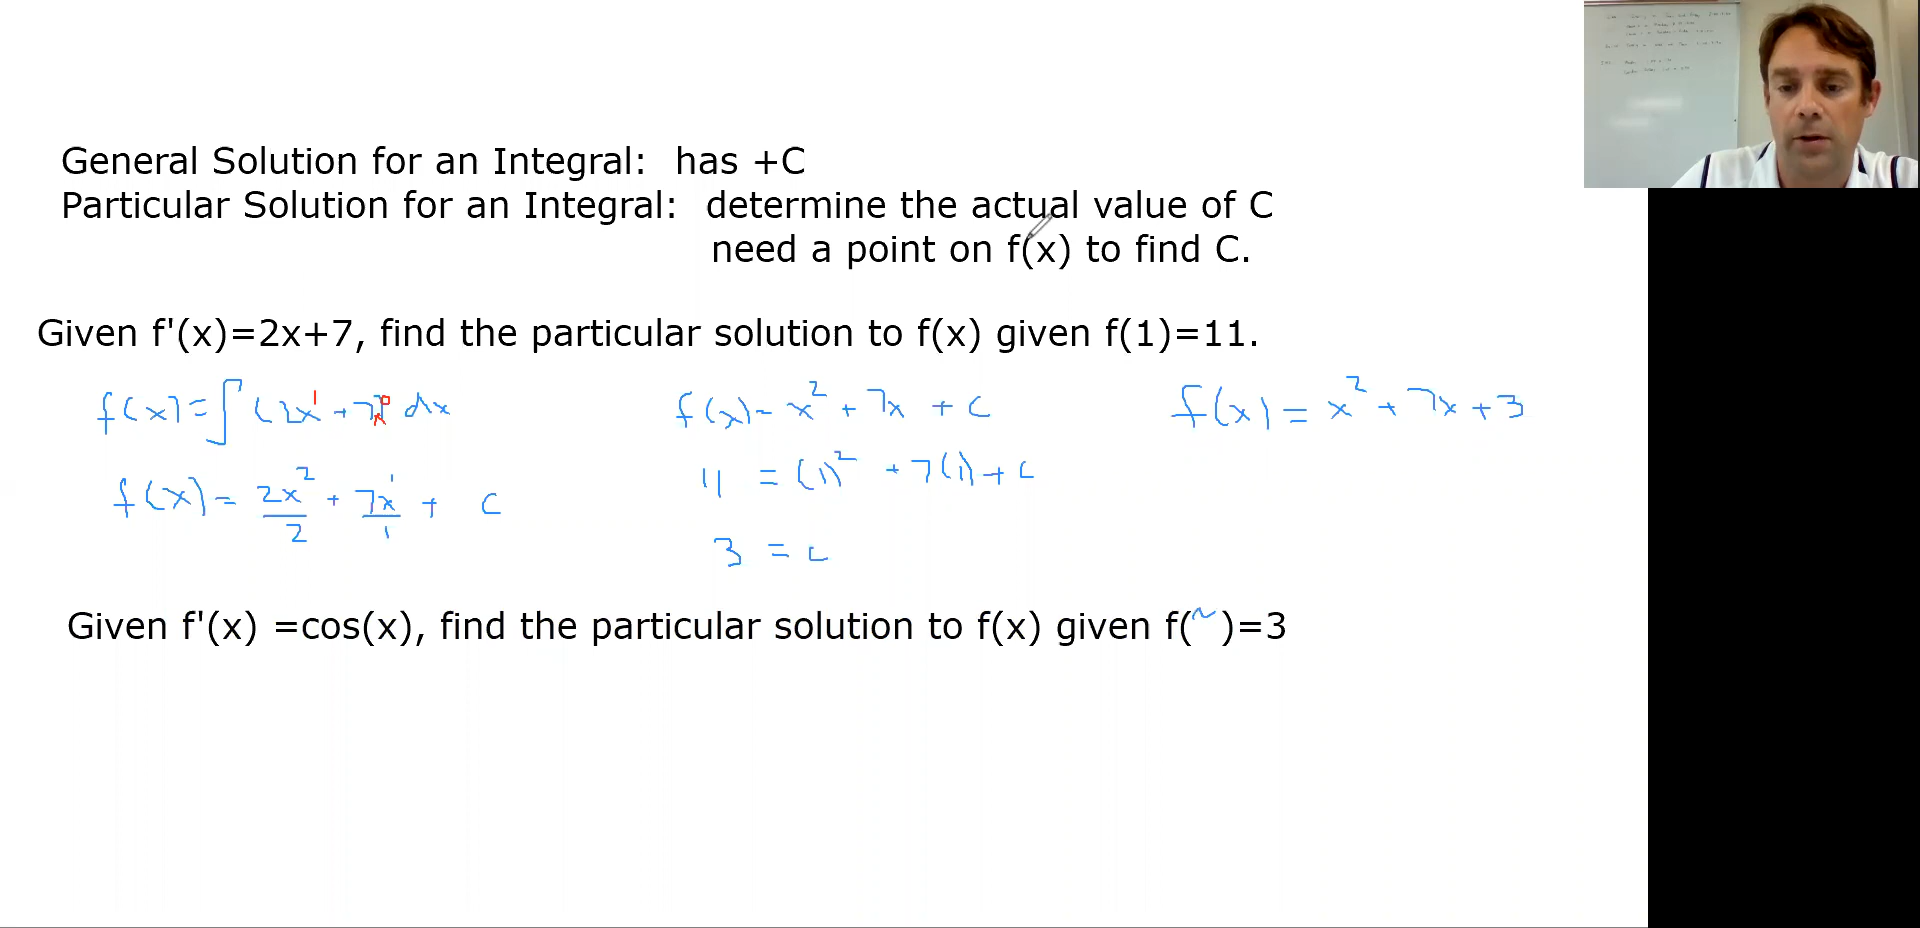 General Solution for an Integral: has +C
Particular Solution for an Integral: determine the actual value of C
need a point on f(x) to find C.
Given f'(x)=2x+7, find the particular solution to f(x) given f(1)=11.
f(x)=∫(2x¹+7x⁰ dx
f(x)= 2x²/2 + 7x¹/1 + C
f(x)= x² + 7x + C
11 = (1)² + 7(1)+C
3 = C
f(x) = x² + 7x + 3
Given f'(x) =cos(x), find the particular solution to f(x) given f( )=3